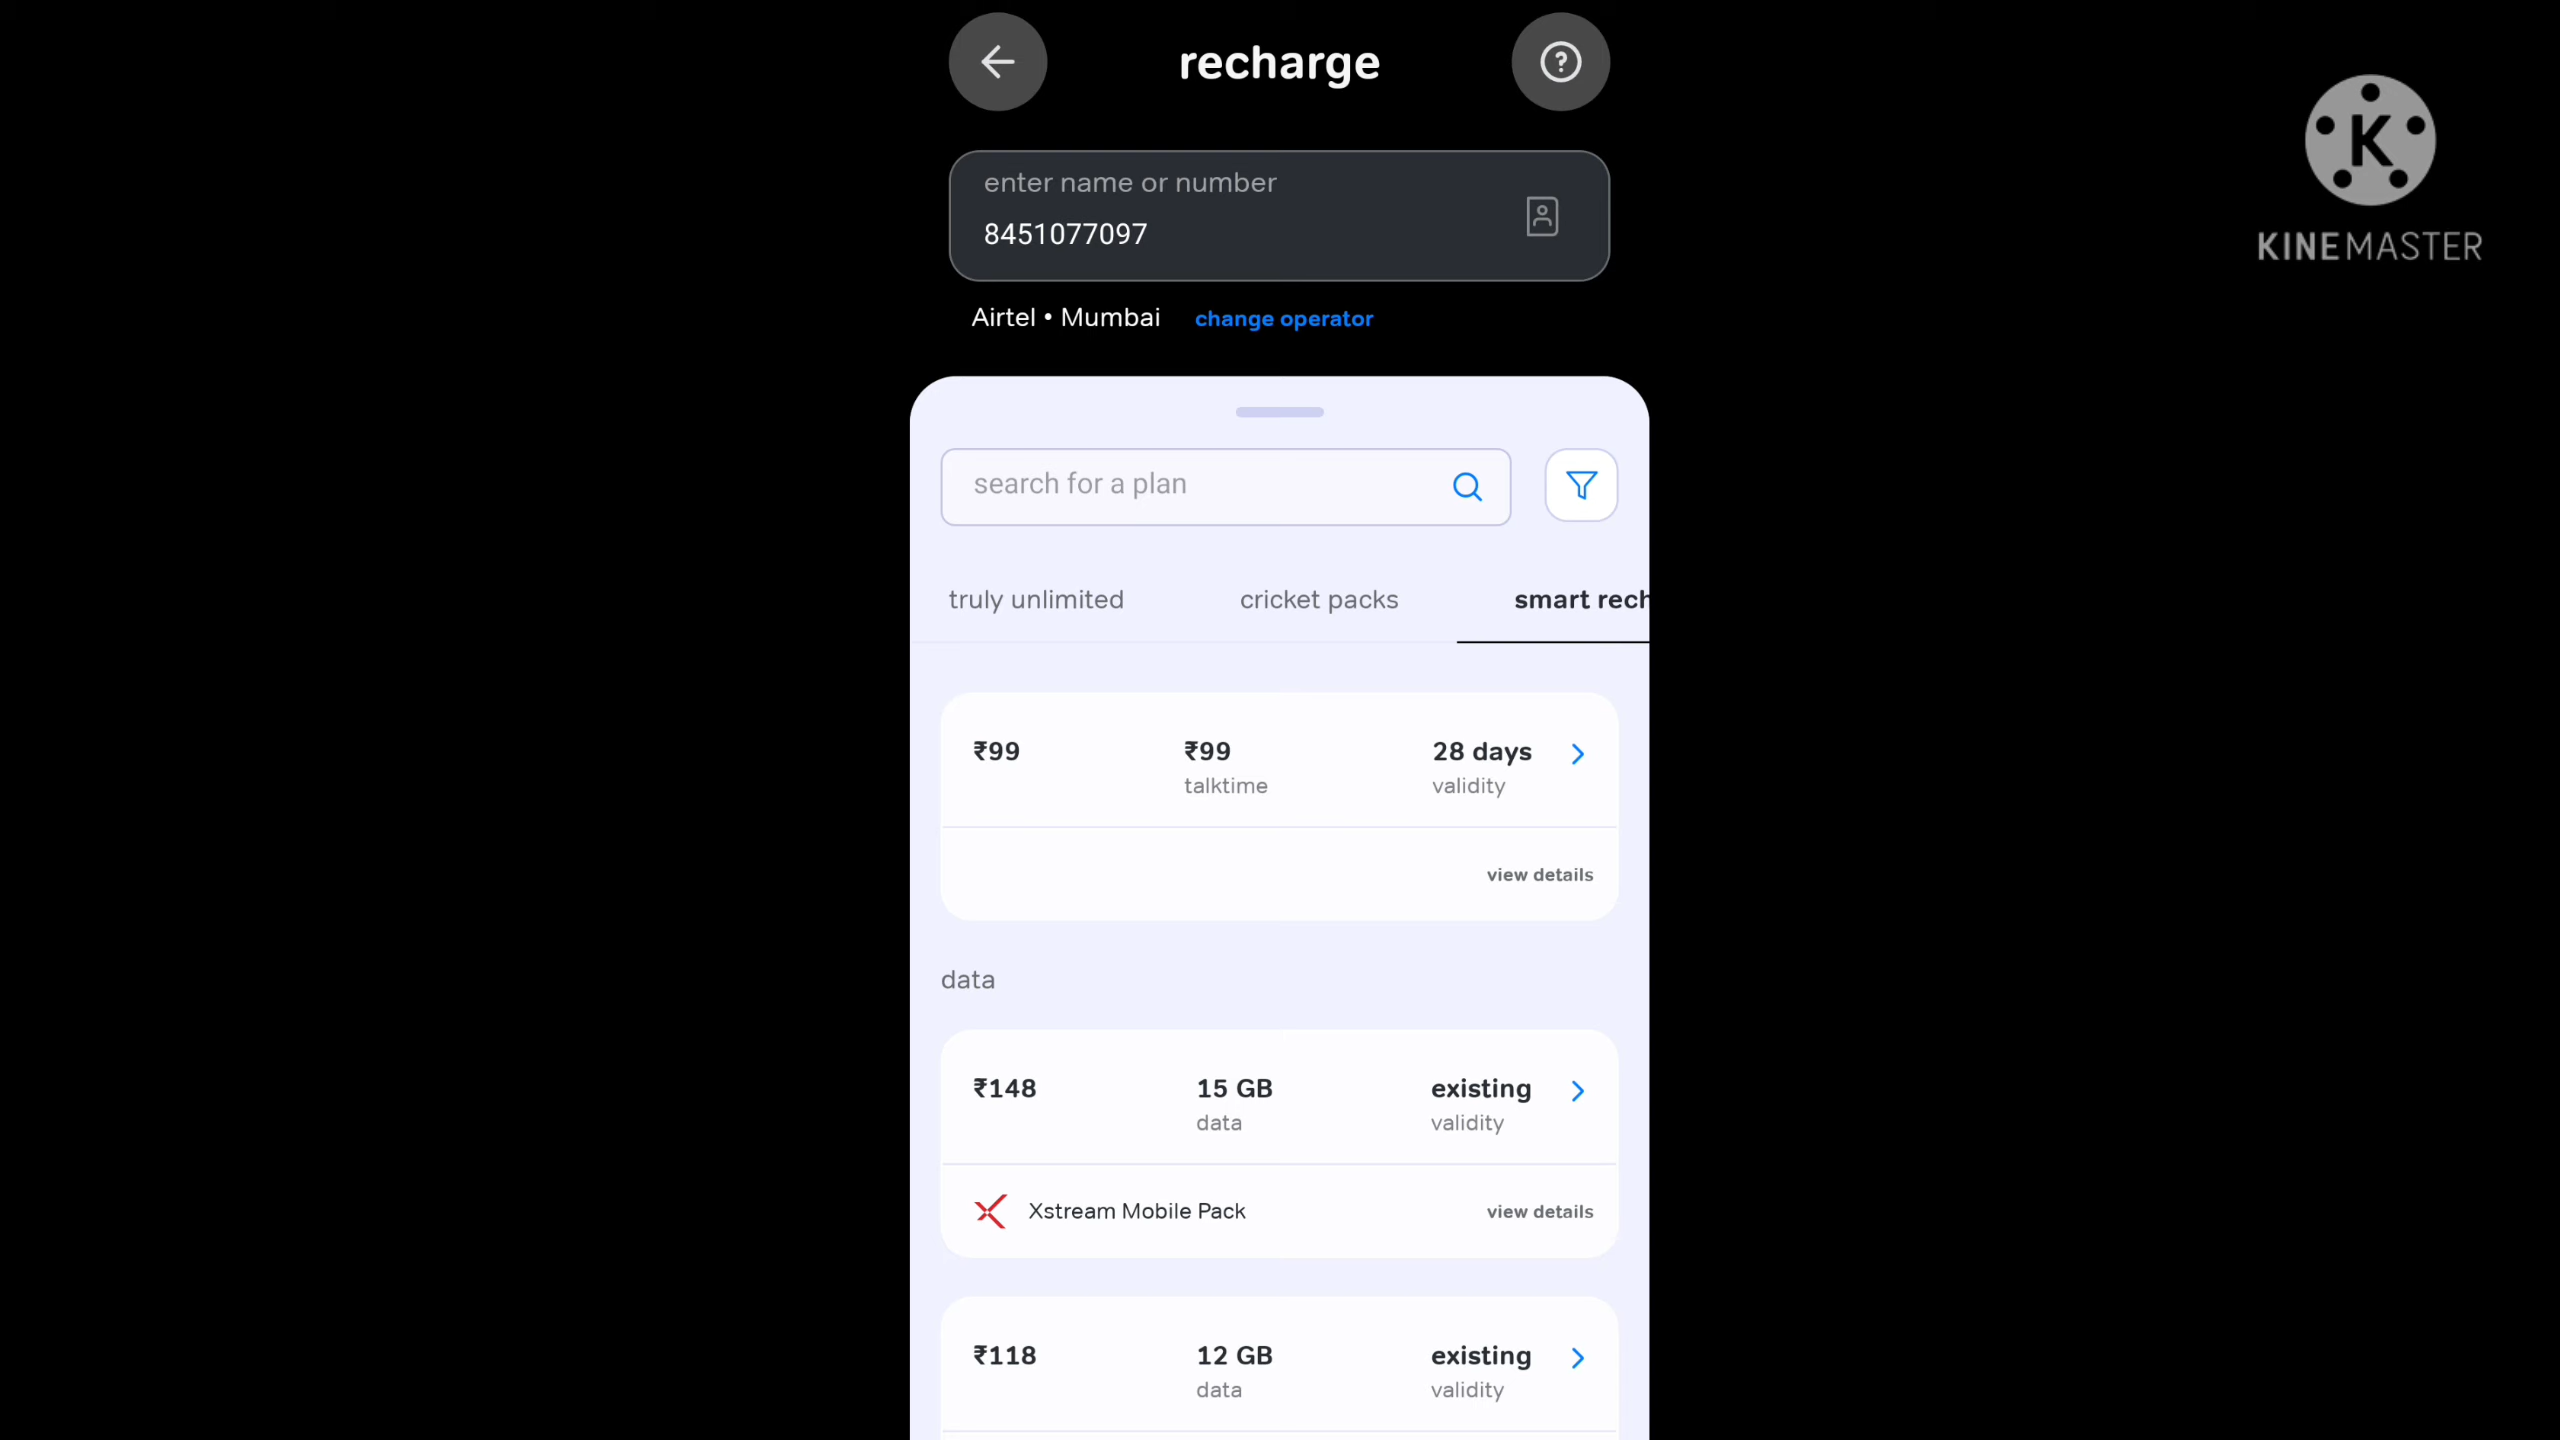 recharge
enter name or number
8451077097
Airtel • Mumbai change operator
K
KINEMASTER
search for a plan
truly unlimited cricket packs smart rech
₹99 ₹99 28 days
talktime validity
view details
data
₹148 15 GB existing
data validity
Xstream Mobile Pack view details
₹118 12 GB existing
data validity